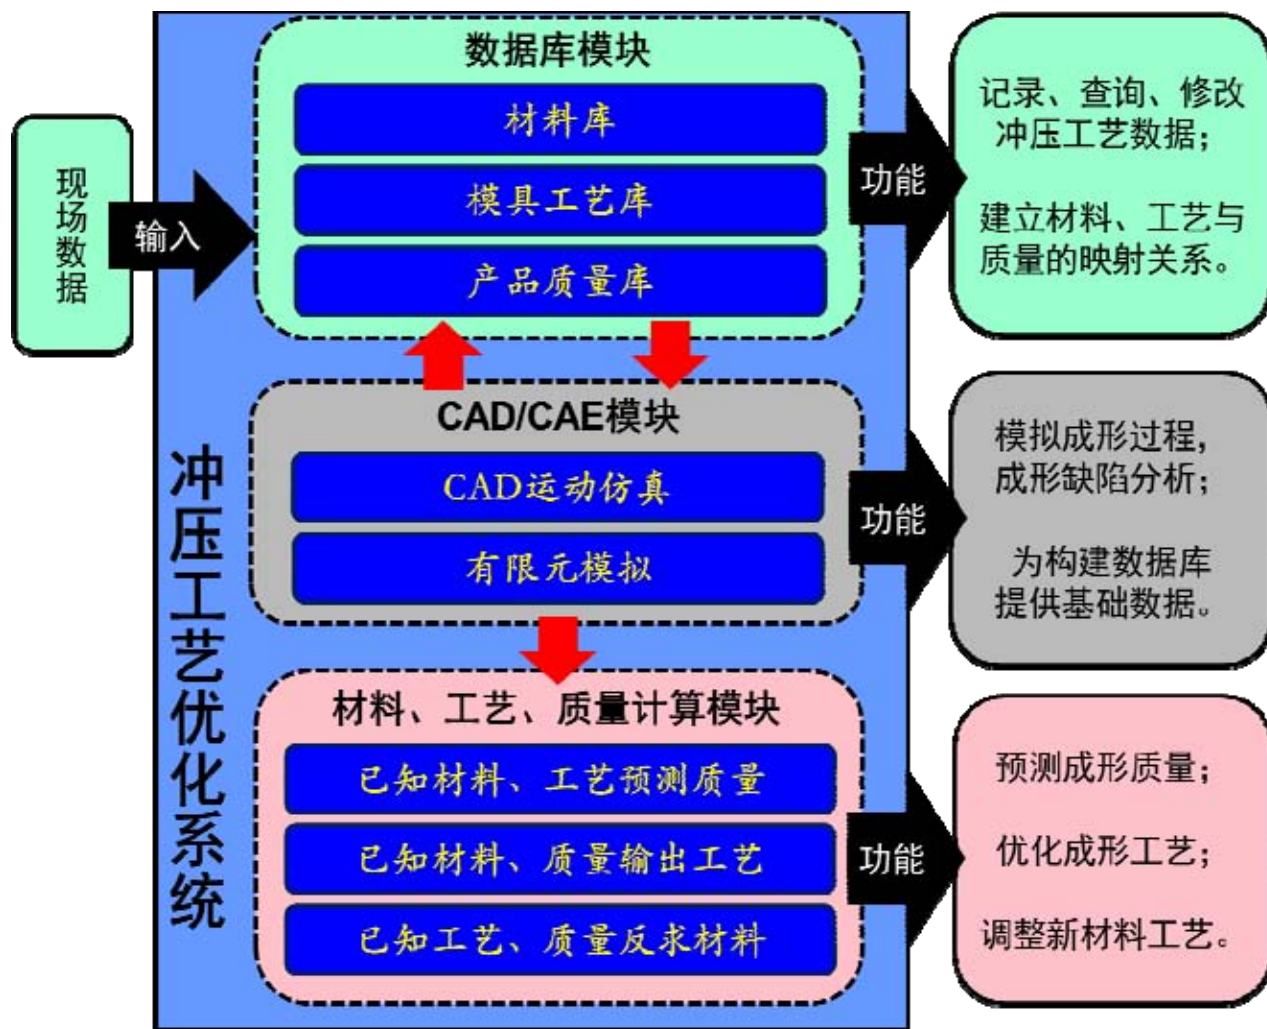 现场数据
输入
冲压工艺优化系统
数据库模块
材料库
模具工艺库
产品质量库
功能
记录、查询、修改
冲压工艺数据；
建立材料、工艺与
质量的映射关系。
CAD/CAE模块
CAD运动仿真
有限元模拟
功能
模拟成形过程，
成形缺陷分析；
为构建数据库
提供基础数据。
材料、工艺、质量计算模块
已知材料、工艺预测质量
已知材料、质量输出工艺
已知工艺、质量反求材料
功能
预测成形质量；
优化成形工艺；
调整新材料工艺。